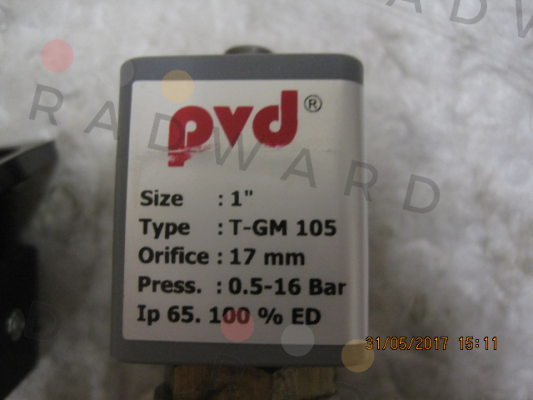 RADWARD
pvd®
RADWARD
Size : 1"
Type : T-GM 105
Orifice : 17 mm
Press. : 0.5-16 Bar
Ip 65. 100 % ED
31/05/2017 15:11